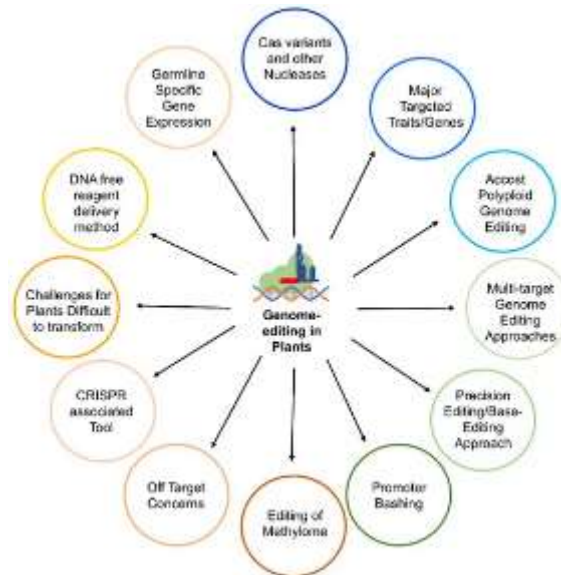 Cas variants
and other
Nucleases
Major
Targeted
Traits/Genes
Accost
Polyploid
Genome
Editing
Multi-target
Genome
Editing
Approaches
Precision
Editing/Base-
Editing
Approach
Promoter
Bashing
Editing of
Methylome
Off Target
Concerns
CRISPR
associated
Tool
Challenges for
Plants Difficult
to transform
DNA free
reagent
delivery
method
Germline
Specific
Gene
Expression
Genome-
editing in
Plants